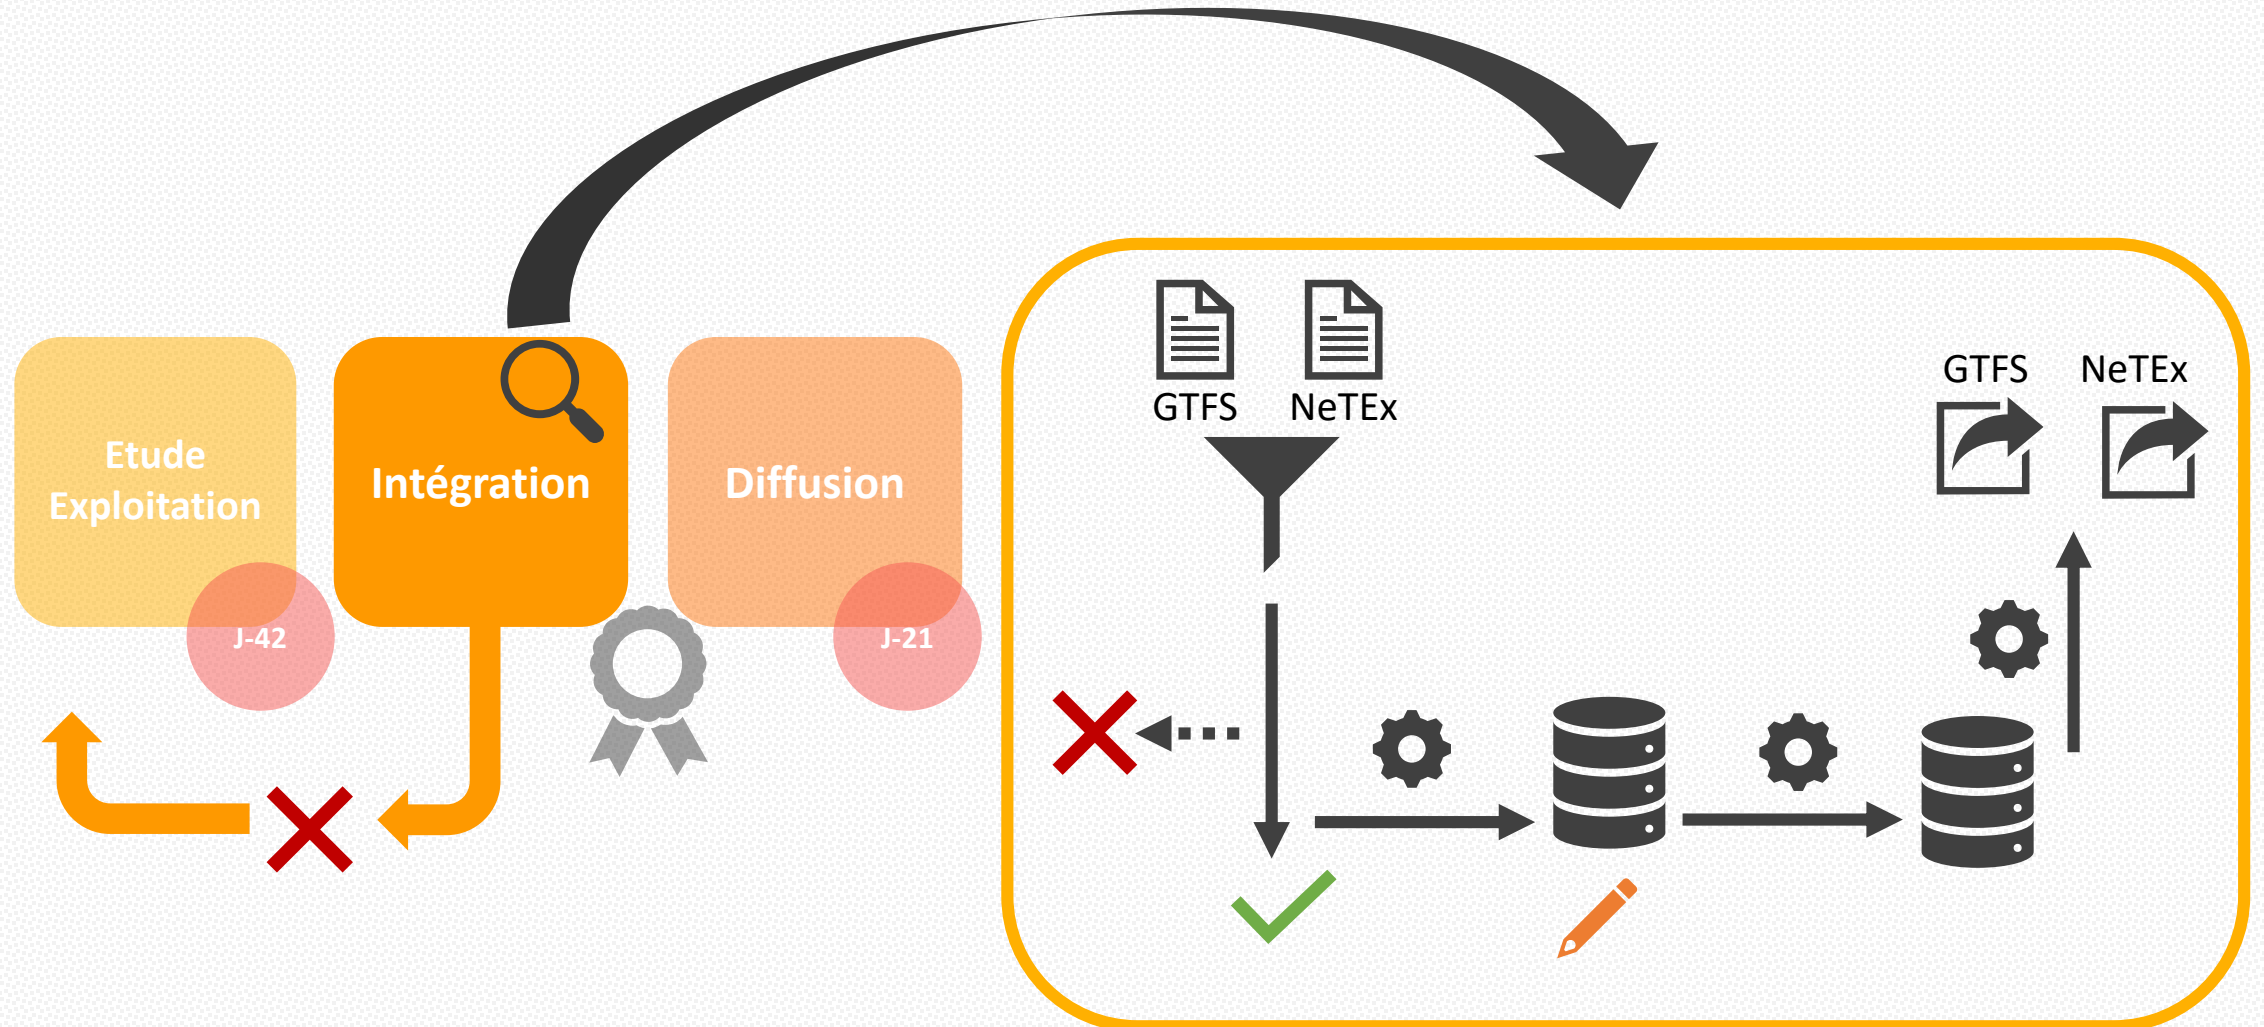 Etude
Exploitation
J-42
Intégration
Diffusion
J-21
GTFS
NeTEx
GTFS
NeTEx